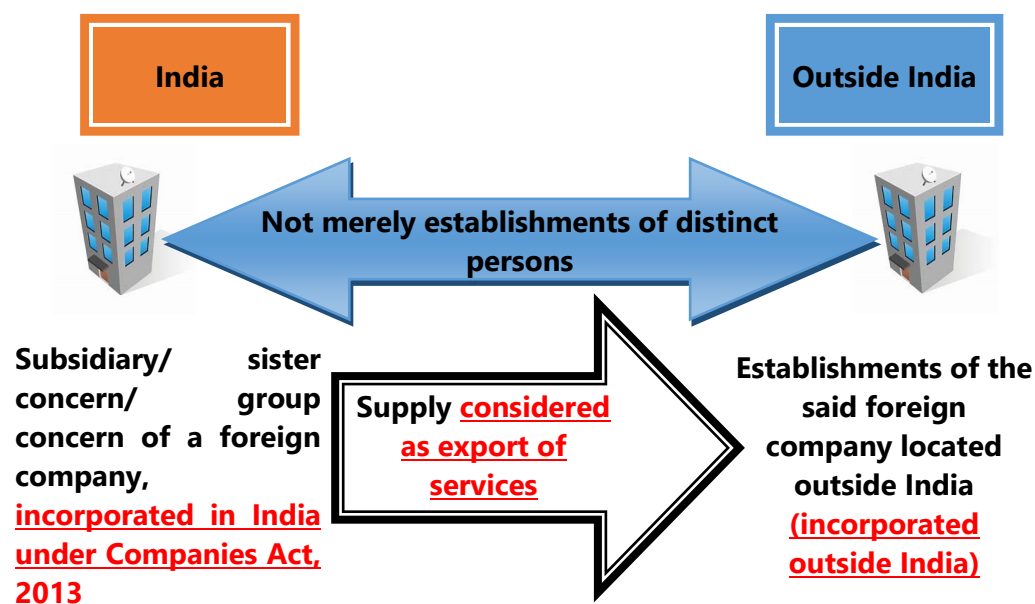 India
Outside India
Not merely establishments of distinct
persons
Subsidiary/ sister
concern/ group
concern of a foreign
company,
incorporated in India
under Companies Act,
2013
Supply considered
as export of
services
Establishments of the
said foreign
company located
outside India
(incorporated
outside India)